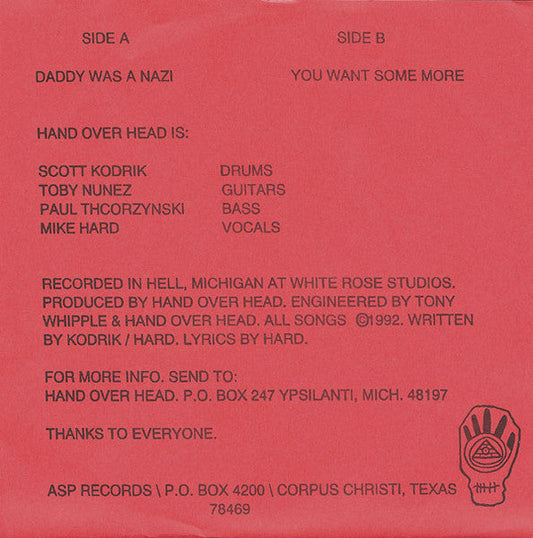 SIDE A SIDE B
DADDY WAS A NAZI YOU WANT SOME MORE
HAND OVER HEAD IS:
SCOTT KODRIK DRUMS
TOBY NUNEZ GUITARS
PAUL THCORZYNSKI BASS
MIKE HARD VOCALS
RECORDED IN HELL, MICHIGAN AT WHITE ROSE STUDIOS.
PRODUCED BY HAND OVER HEAD. ENGINEERED BY TONY
WHIPPLE & HAND OVER HEAD. ALL SONGS ©1992. WRITTEN
BY KODRIK / HARD. LYRICS BY HARD.
FOR MORE INFO. SEND TO:
HAND OVER HEAD. P.O. BOX 247 YPSILANTI, MICH. 48197
THANKS TO EVERYONE.
ASP RECORDS \ P.O. BOX 4200 \ CORPUS CHRISTI, TEXAS
78469